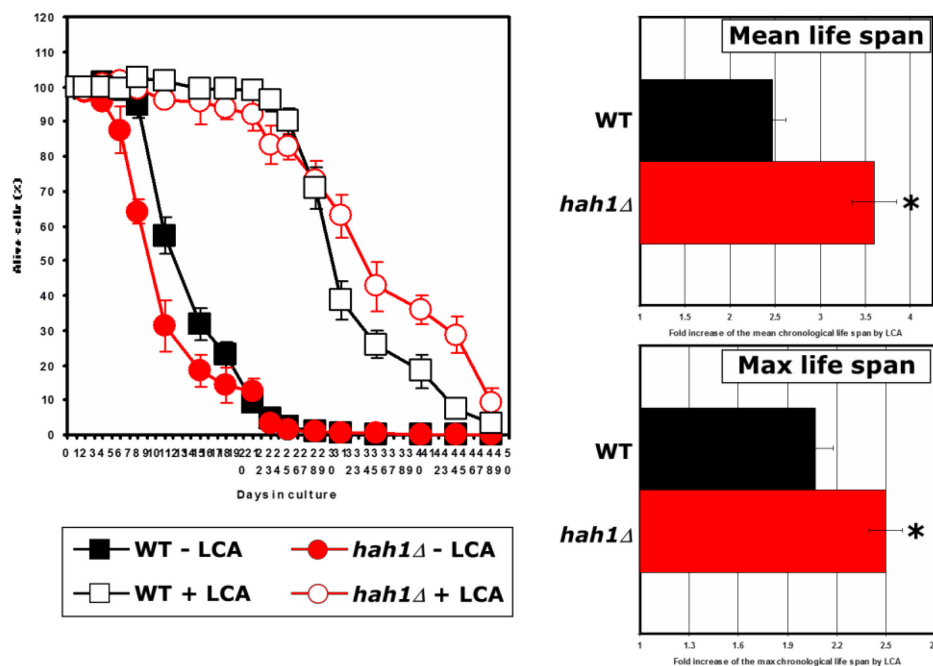 120
110
100
90
80
70
60
50
40
30
20
10
0
Alive cells (%)
Days in culture
WT - LCA
hah1Δ - LCA
WT + LCA
hah1Δ + LCA
Mean life span
WT
hah1Δ
*
1 1.5 2 2.5 3 3.5 4
Fold increase of the mean chronological life span by LCA
Max life span
WT
hah1Δ
*
1 1.3 1.6 1.9 2.2 2.5
Fold increase of the max chronological life span by LCA